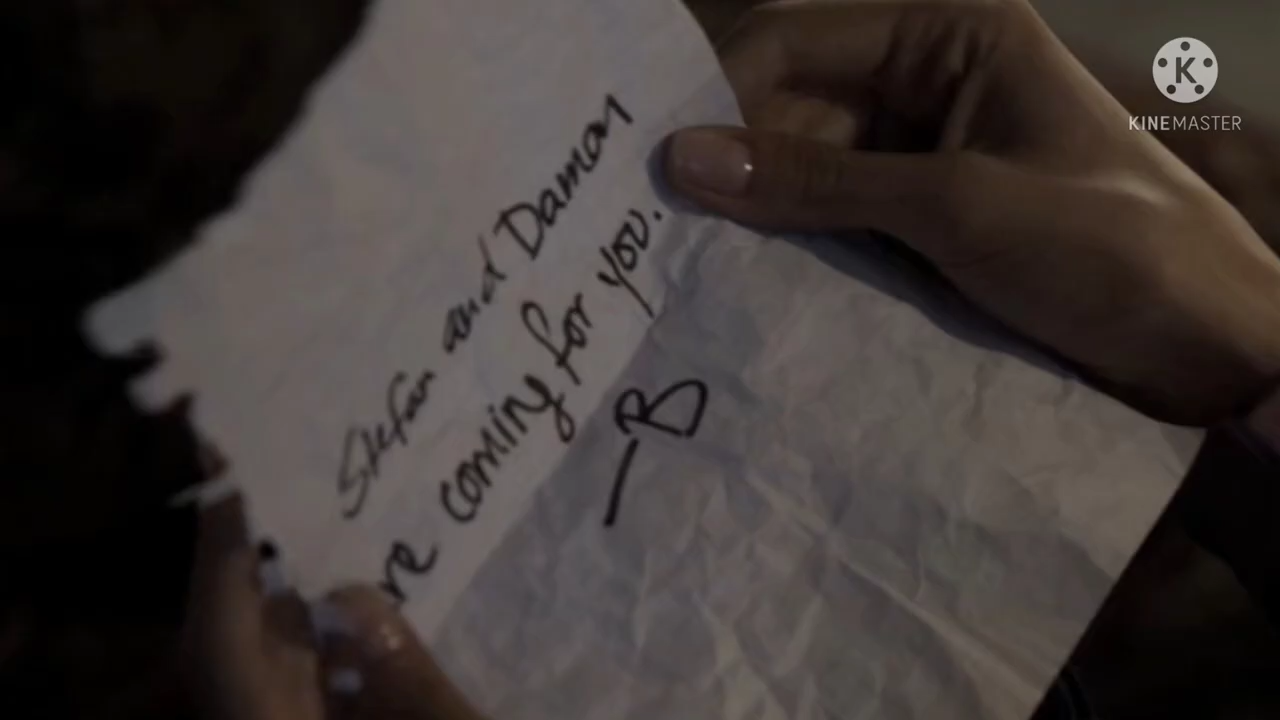 Stefan and Damon
re coming for you.
—B
K
KINEMASTER